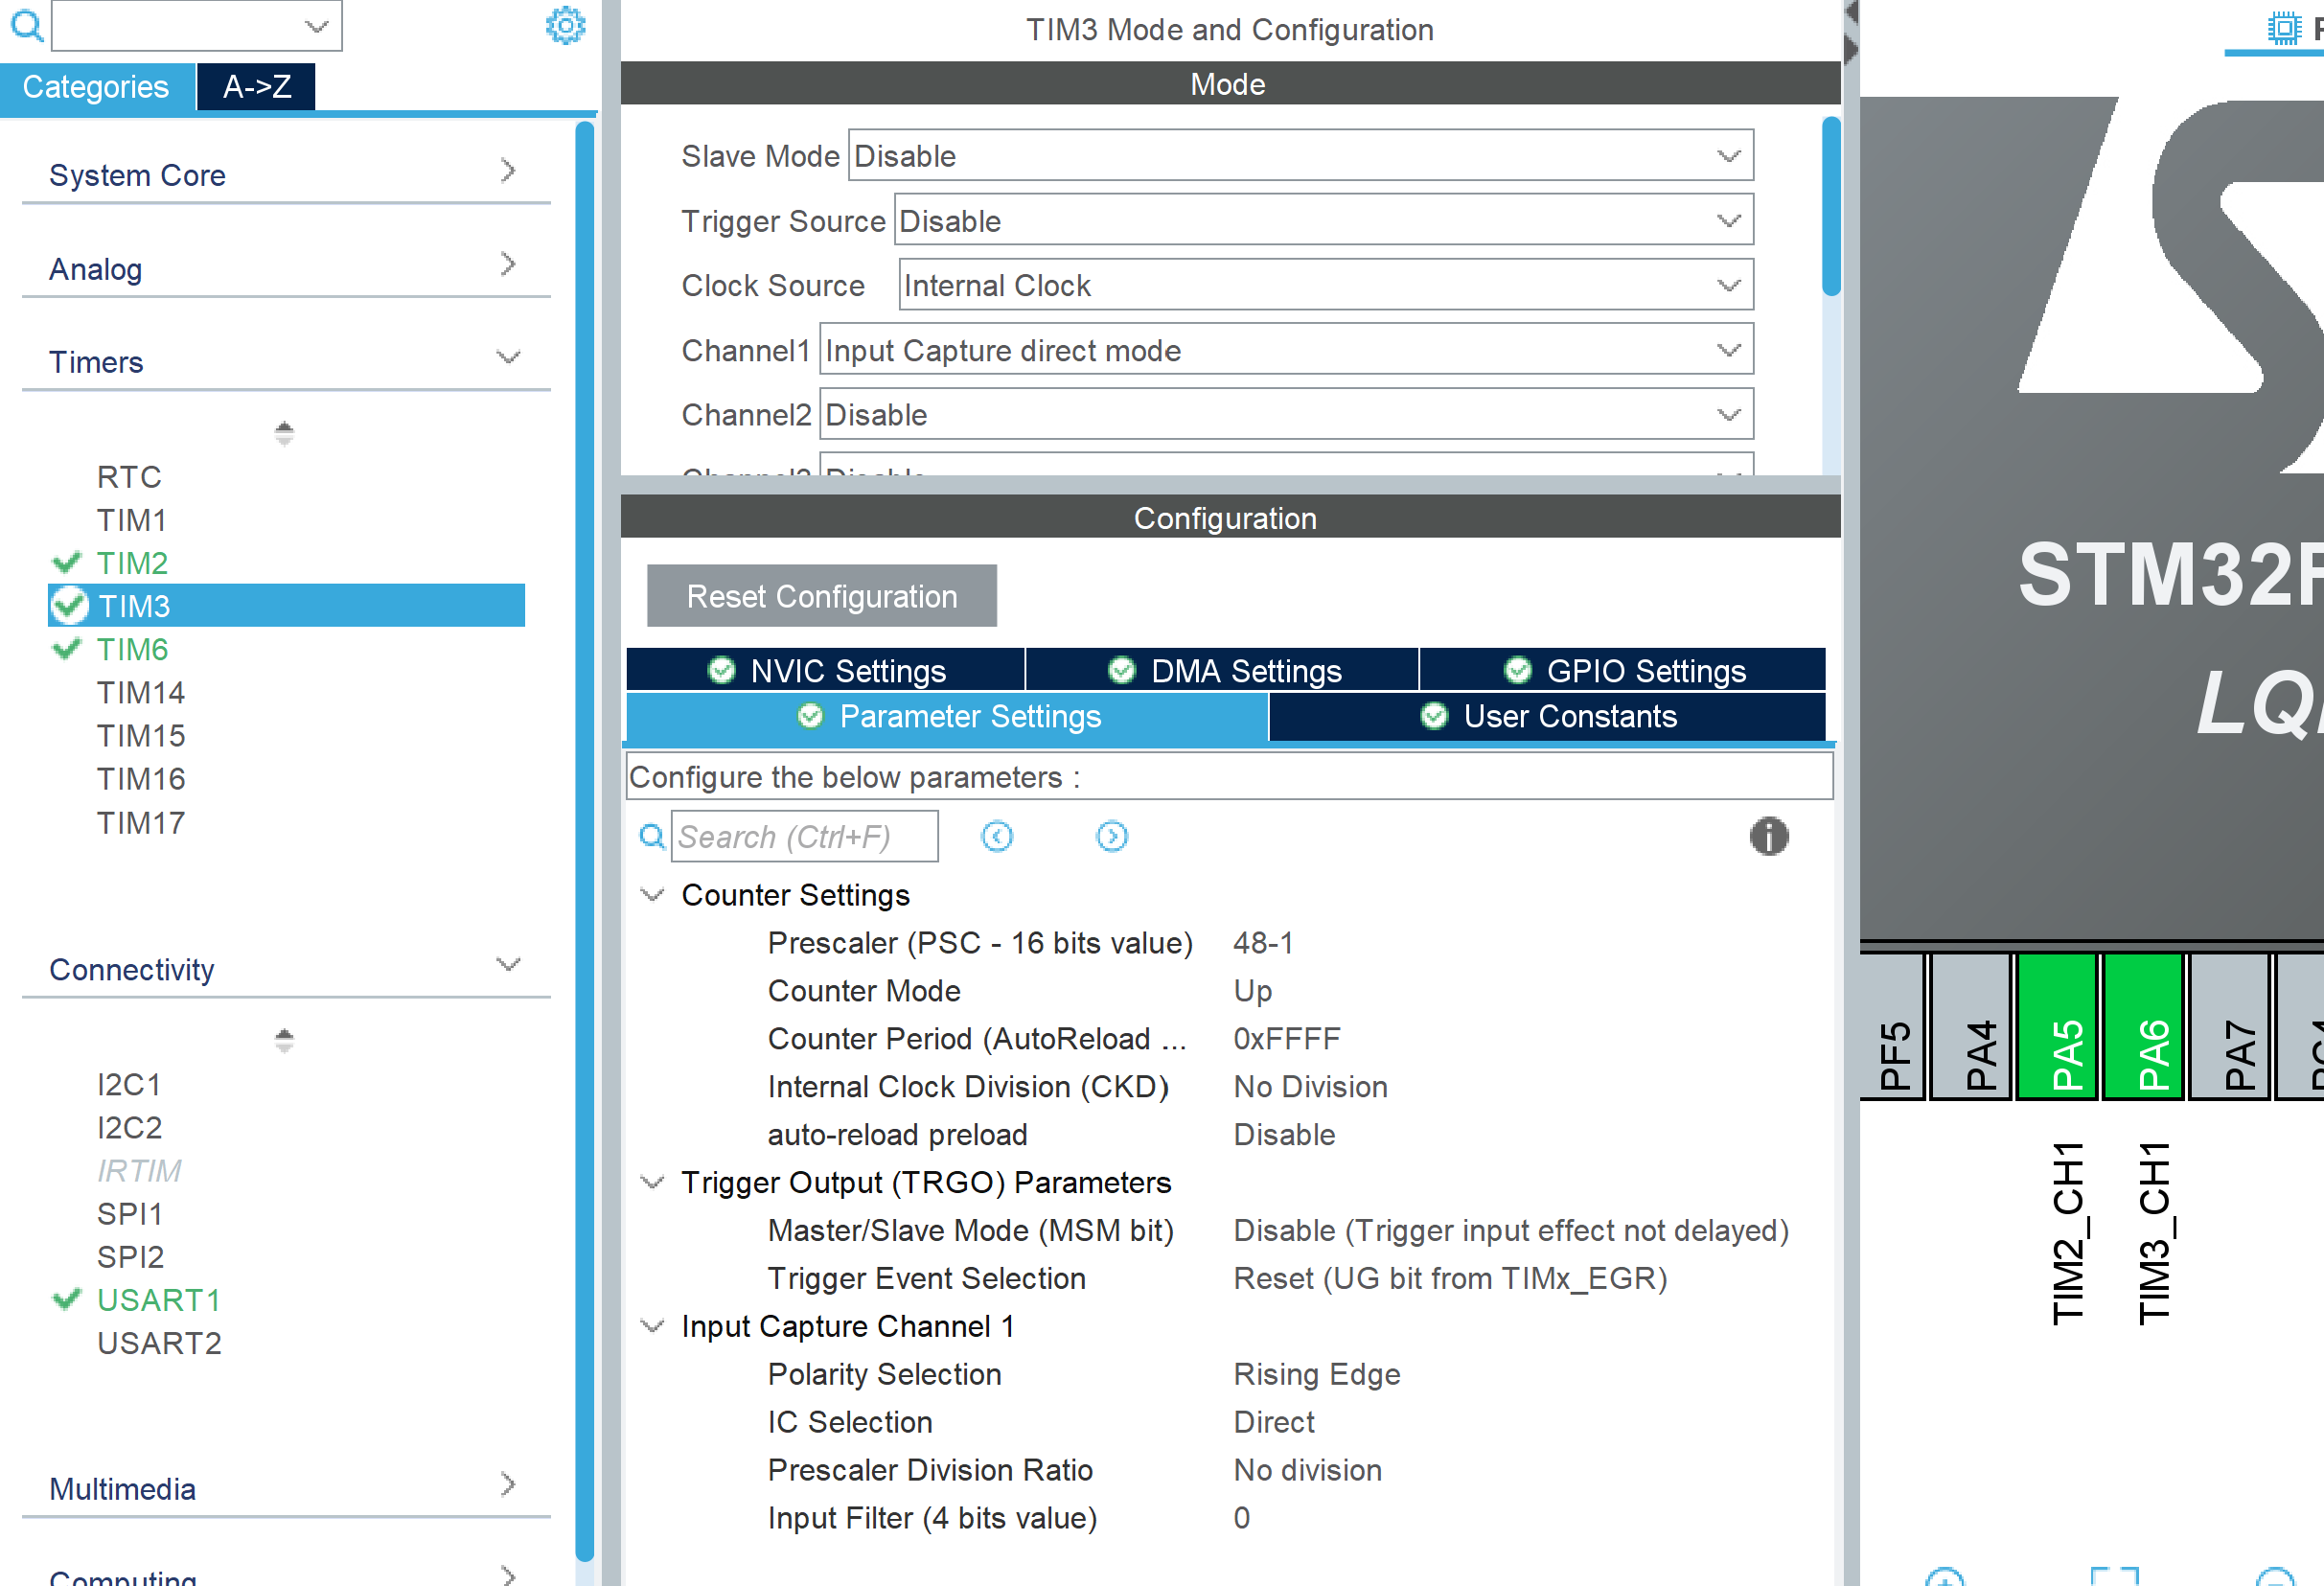 Categories
A->Z
System Core
Analog
Timers
RTC
TIM1
TIM2
TIM3
TIM6
TIM14
TIM15
TIM16
TIM17
Connectivity
I2C1
I2C2
IRTIM
SPI1
SPI2
USART1
USART2
Multimedia
Computing
TIM3 Mode and Configuration
Mode
Slave Mode Disable
Trigger Source Disable
Clock Source Internal Clock
Channel1 Input Capture direct mode
Channel2 Disable
Channel3 Disable
Configuration
Reset Configuration
NVIC Settings
DMA Settings
GPIO Settings
Parameter Settings
User Constants
Configure the below parameters :
Search (Ctrl+F)
Counter Settings
Prescaler (PSC - 16 bits value) 48-1
Counter Mode Up
Counter Period (AutoReload ... 0xFFFF
Internal Clock Division (CKD) No Division
auto-reload preload Disable
Trigger Output (TRGO) Parameters
Master/Slave Mode (MSM bit) Disable (Trigger input effect not delayed)
Trigger Event Selection Reset (UG bit from TIMx_EGR)
Input Capture Channel 1
Polarity Selection Rising Edge
IC Selection Direct
Prescaler Division Ratio No division
Input Filter (4 bits value) 0
STM32F
LQ
PF5
PA4
PA5
PA6
PA7
TIM2_CH1
TIM3_CH1